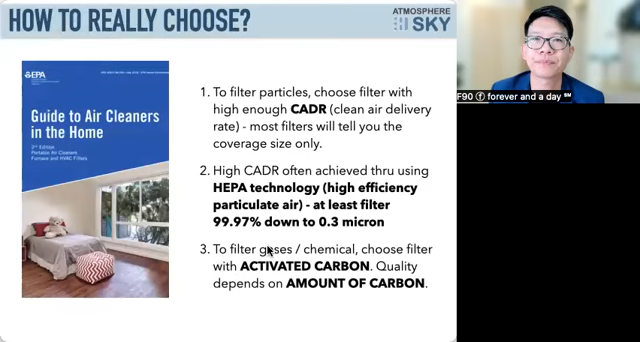 HOW TO REALLY CHOOSE?
ATMOSPHERE
SKY
EPA
Guide to Air Cleaners
in the Home
2nd Edition
Portable Air Cleaners
Furnace and HVAC Filters
1. To filter particles, choose filter with
high enough CADR (clean air delivery
rate) - most filters will tell you the
coverage size only.
2. High CADR often achieved thru using
HEPA technology (high efficiency
particulate air) - at least filter
99.97% down to 0.3 micron
3. To filter gases / chemical, choose filter
with ACTIVATED CARBON. Quality
depends on AMOUNT OF CARBON.
F90 ⓕ forever and a day